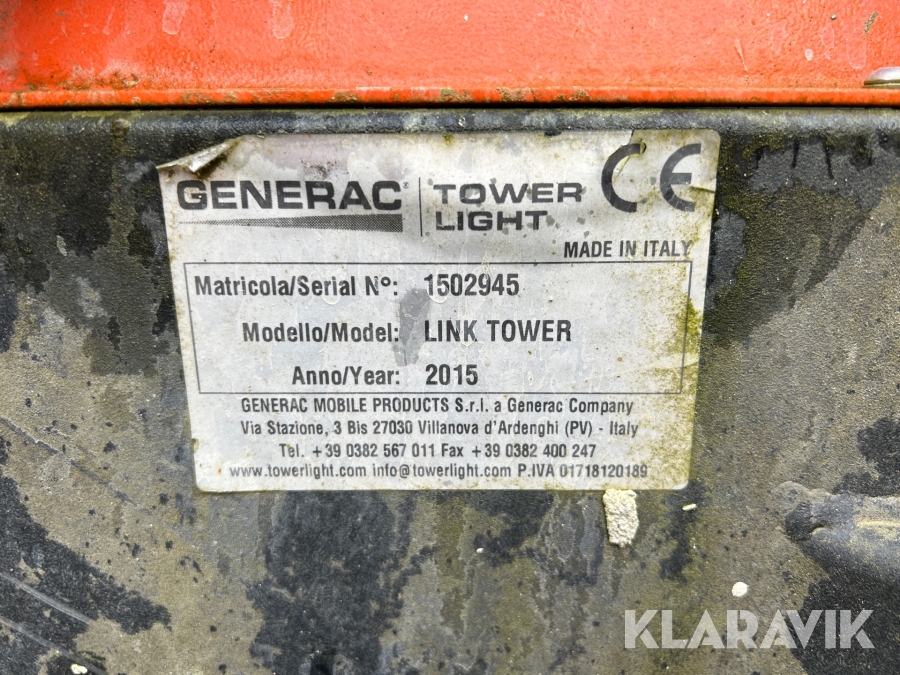 GENERAC® TOWER LIGHT CE
MADE IN ITALY
Matricola/Serial N°: 1502945
Modello/Model: LINK TOWER
Anno/Year: 2015
GENERAC MOBILE PRODUCTS S.r.l. a Generac Company
Via Stazione, 3 Bis 27030 Villanova d'Ardenghi (PV) - Italy
Tel. +39 0382 567 011 Fax +39 0382 400 247
www.towerlight.com info@towerlight.com P.IVA 01718120189
KLARAVIK